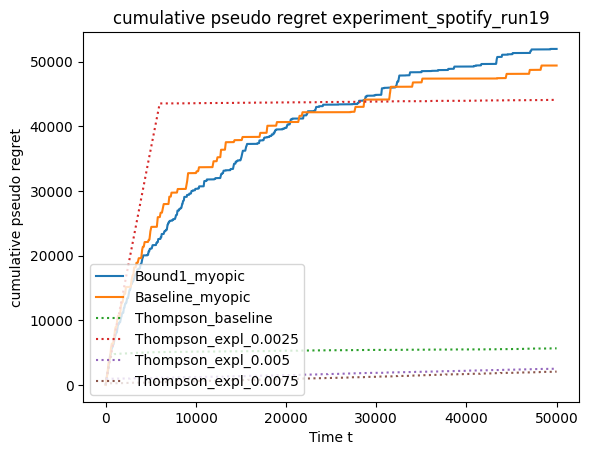 cumulative pseudo regret experiment_spotify_run19
cumulative pseudo regret
50000
40000
30000
20000
10000
0
Bound1_myopic
Baseline_myopic
Thompson_baseline
Thompson_expl_0.0025
Thompson_expl_0.005
Thompson_expl_0.0075
0 10000 20000 30000 40000 50000
Time t